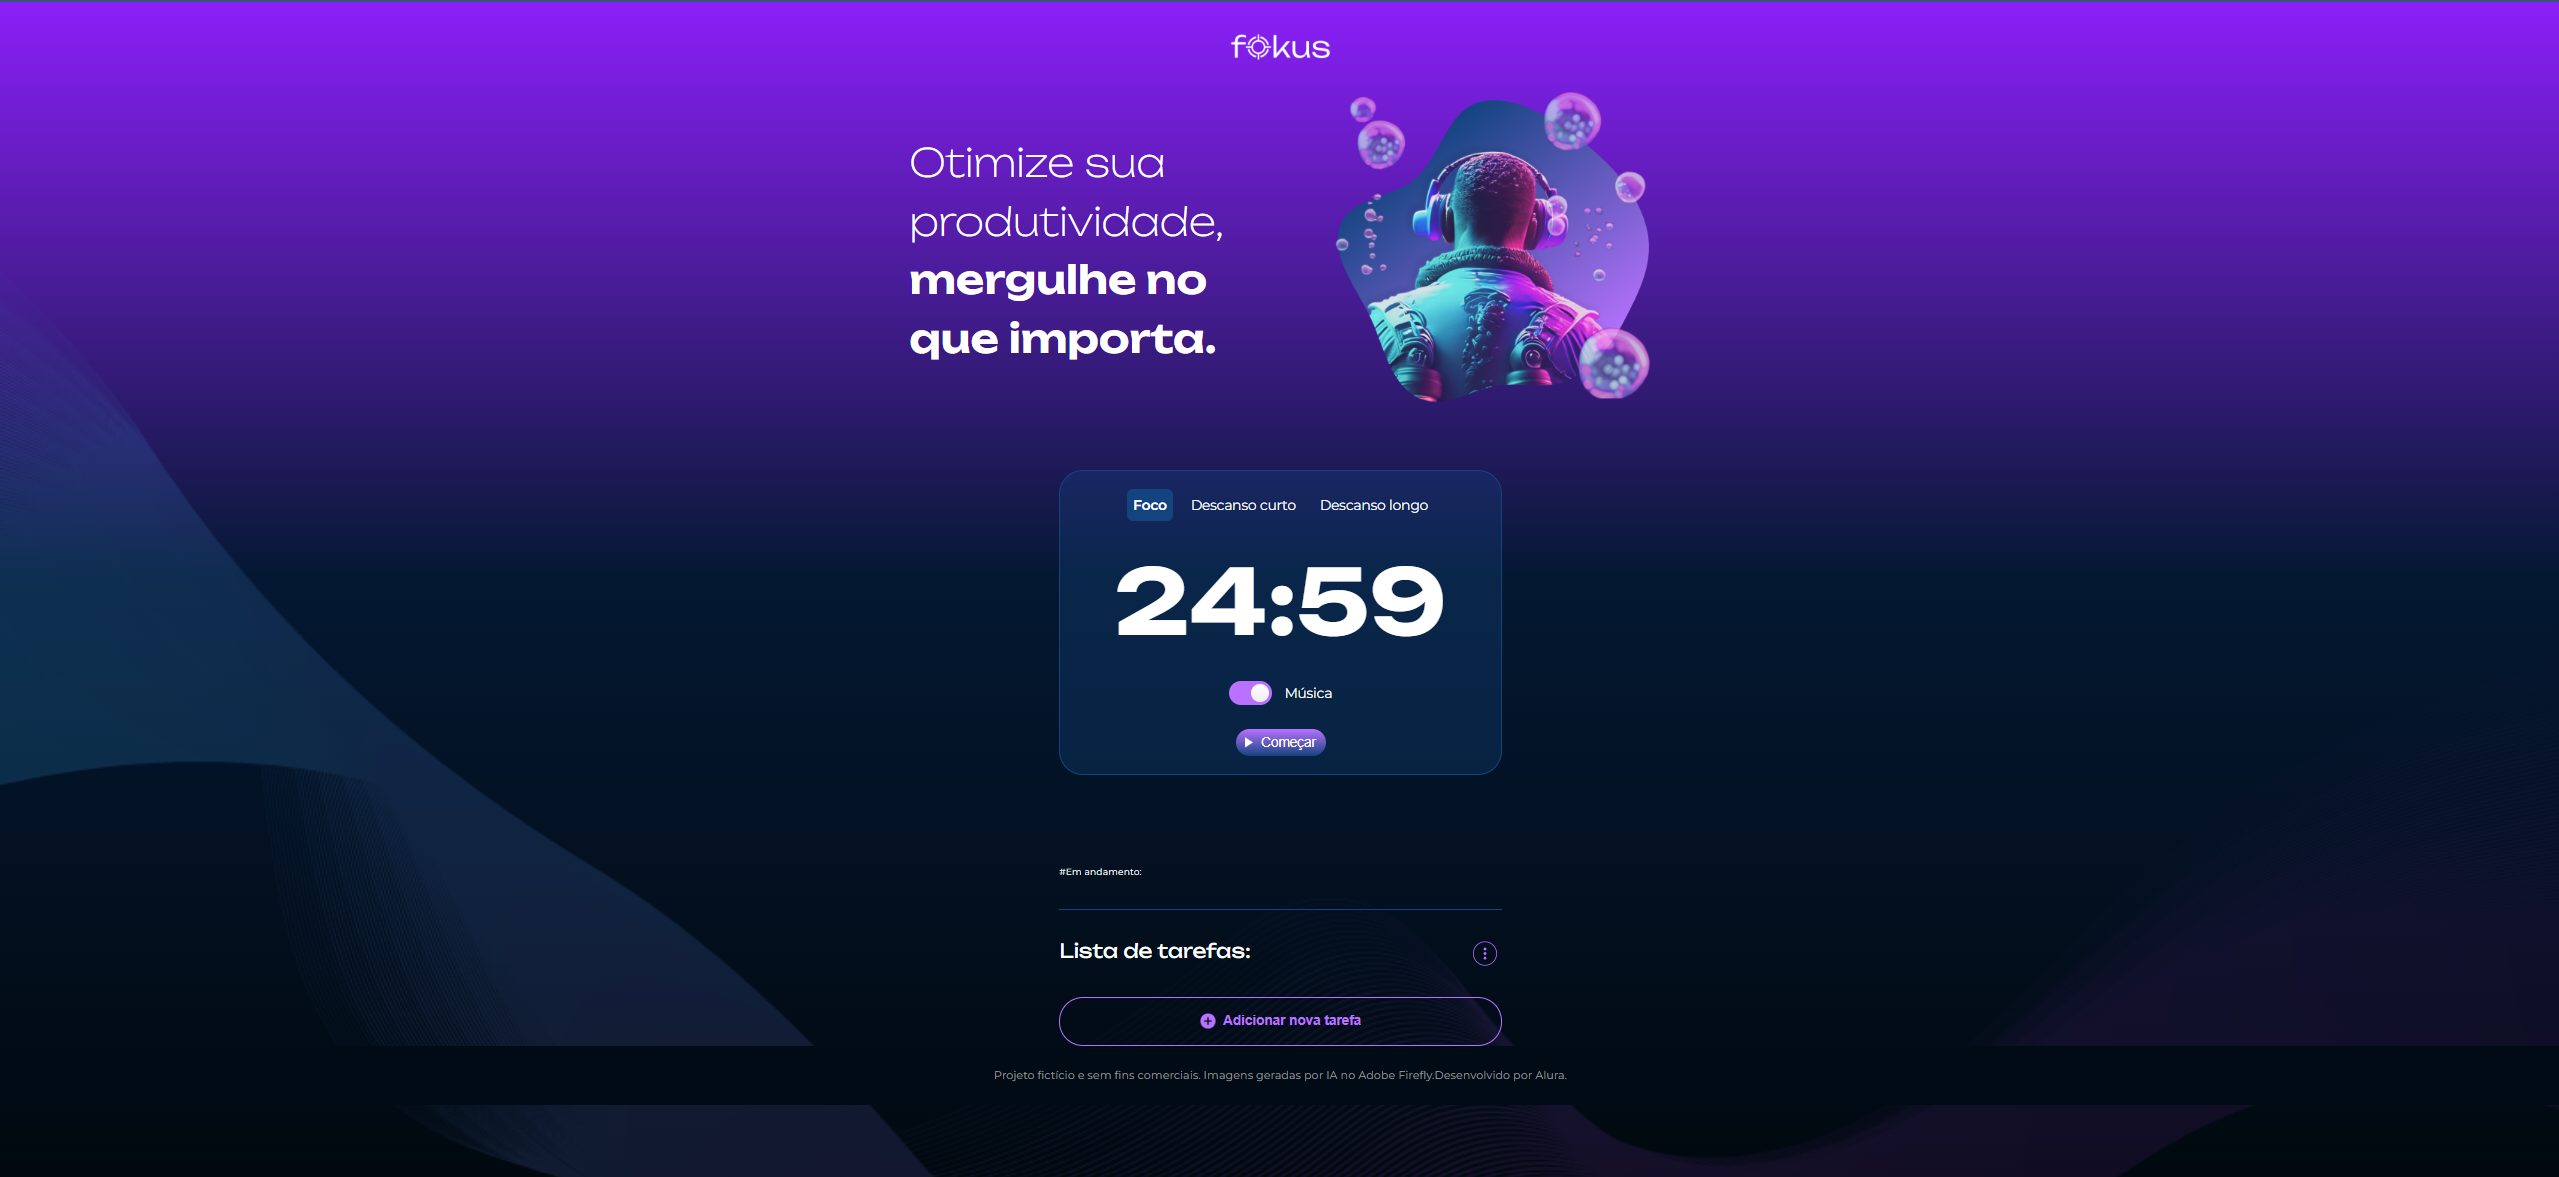 fokus
Otimize sua
produtividade,
mergulhe no
que importa.
Foco Descanso curto Descanso longo
24:59
Música
Começar
#Em andamento:
Lista de tarefas:
Adicionar nova tarefa
Projeto fictício e sem fins comerciais. Imagens geradas por IA no Adobe Firefly.Desenvolvido por Alura.